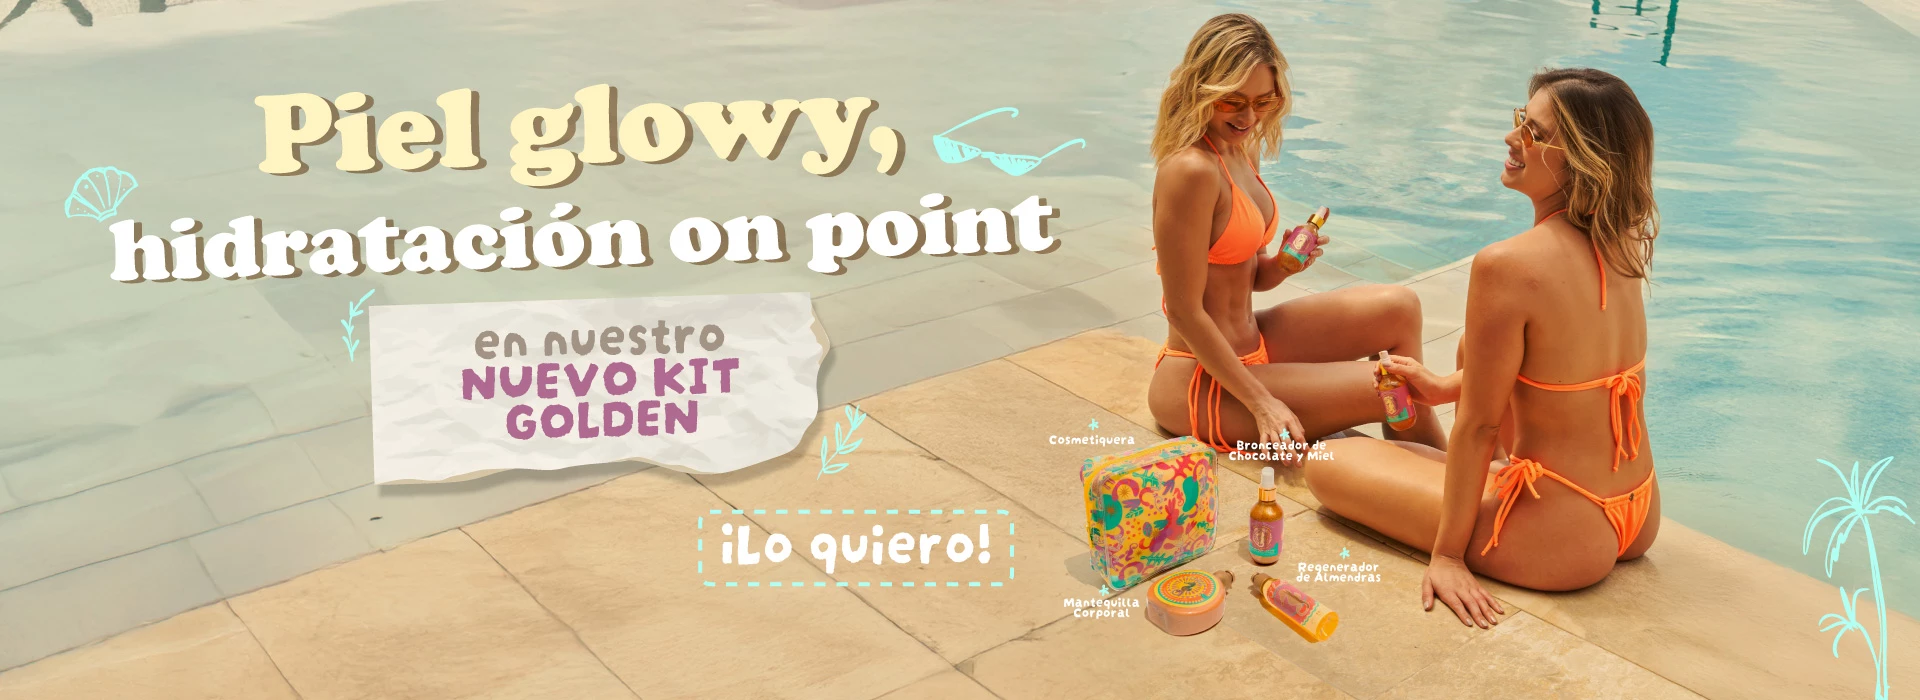 Piel glowy,
hidratación on point
en nuestro
NUEVO KIT
GOLDEN
¡Lo quiero!
Cosmetiquera
Bronceador de
Chocolate y Miel
Regenerador
de Almendras
Mantequilla
Corporal